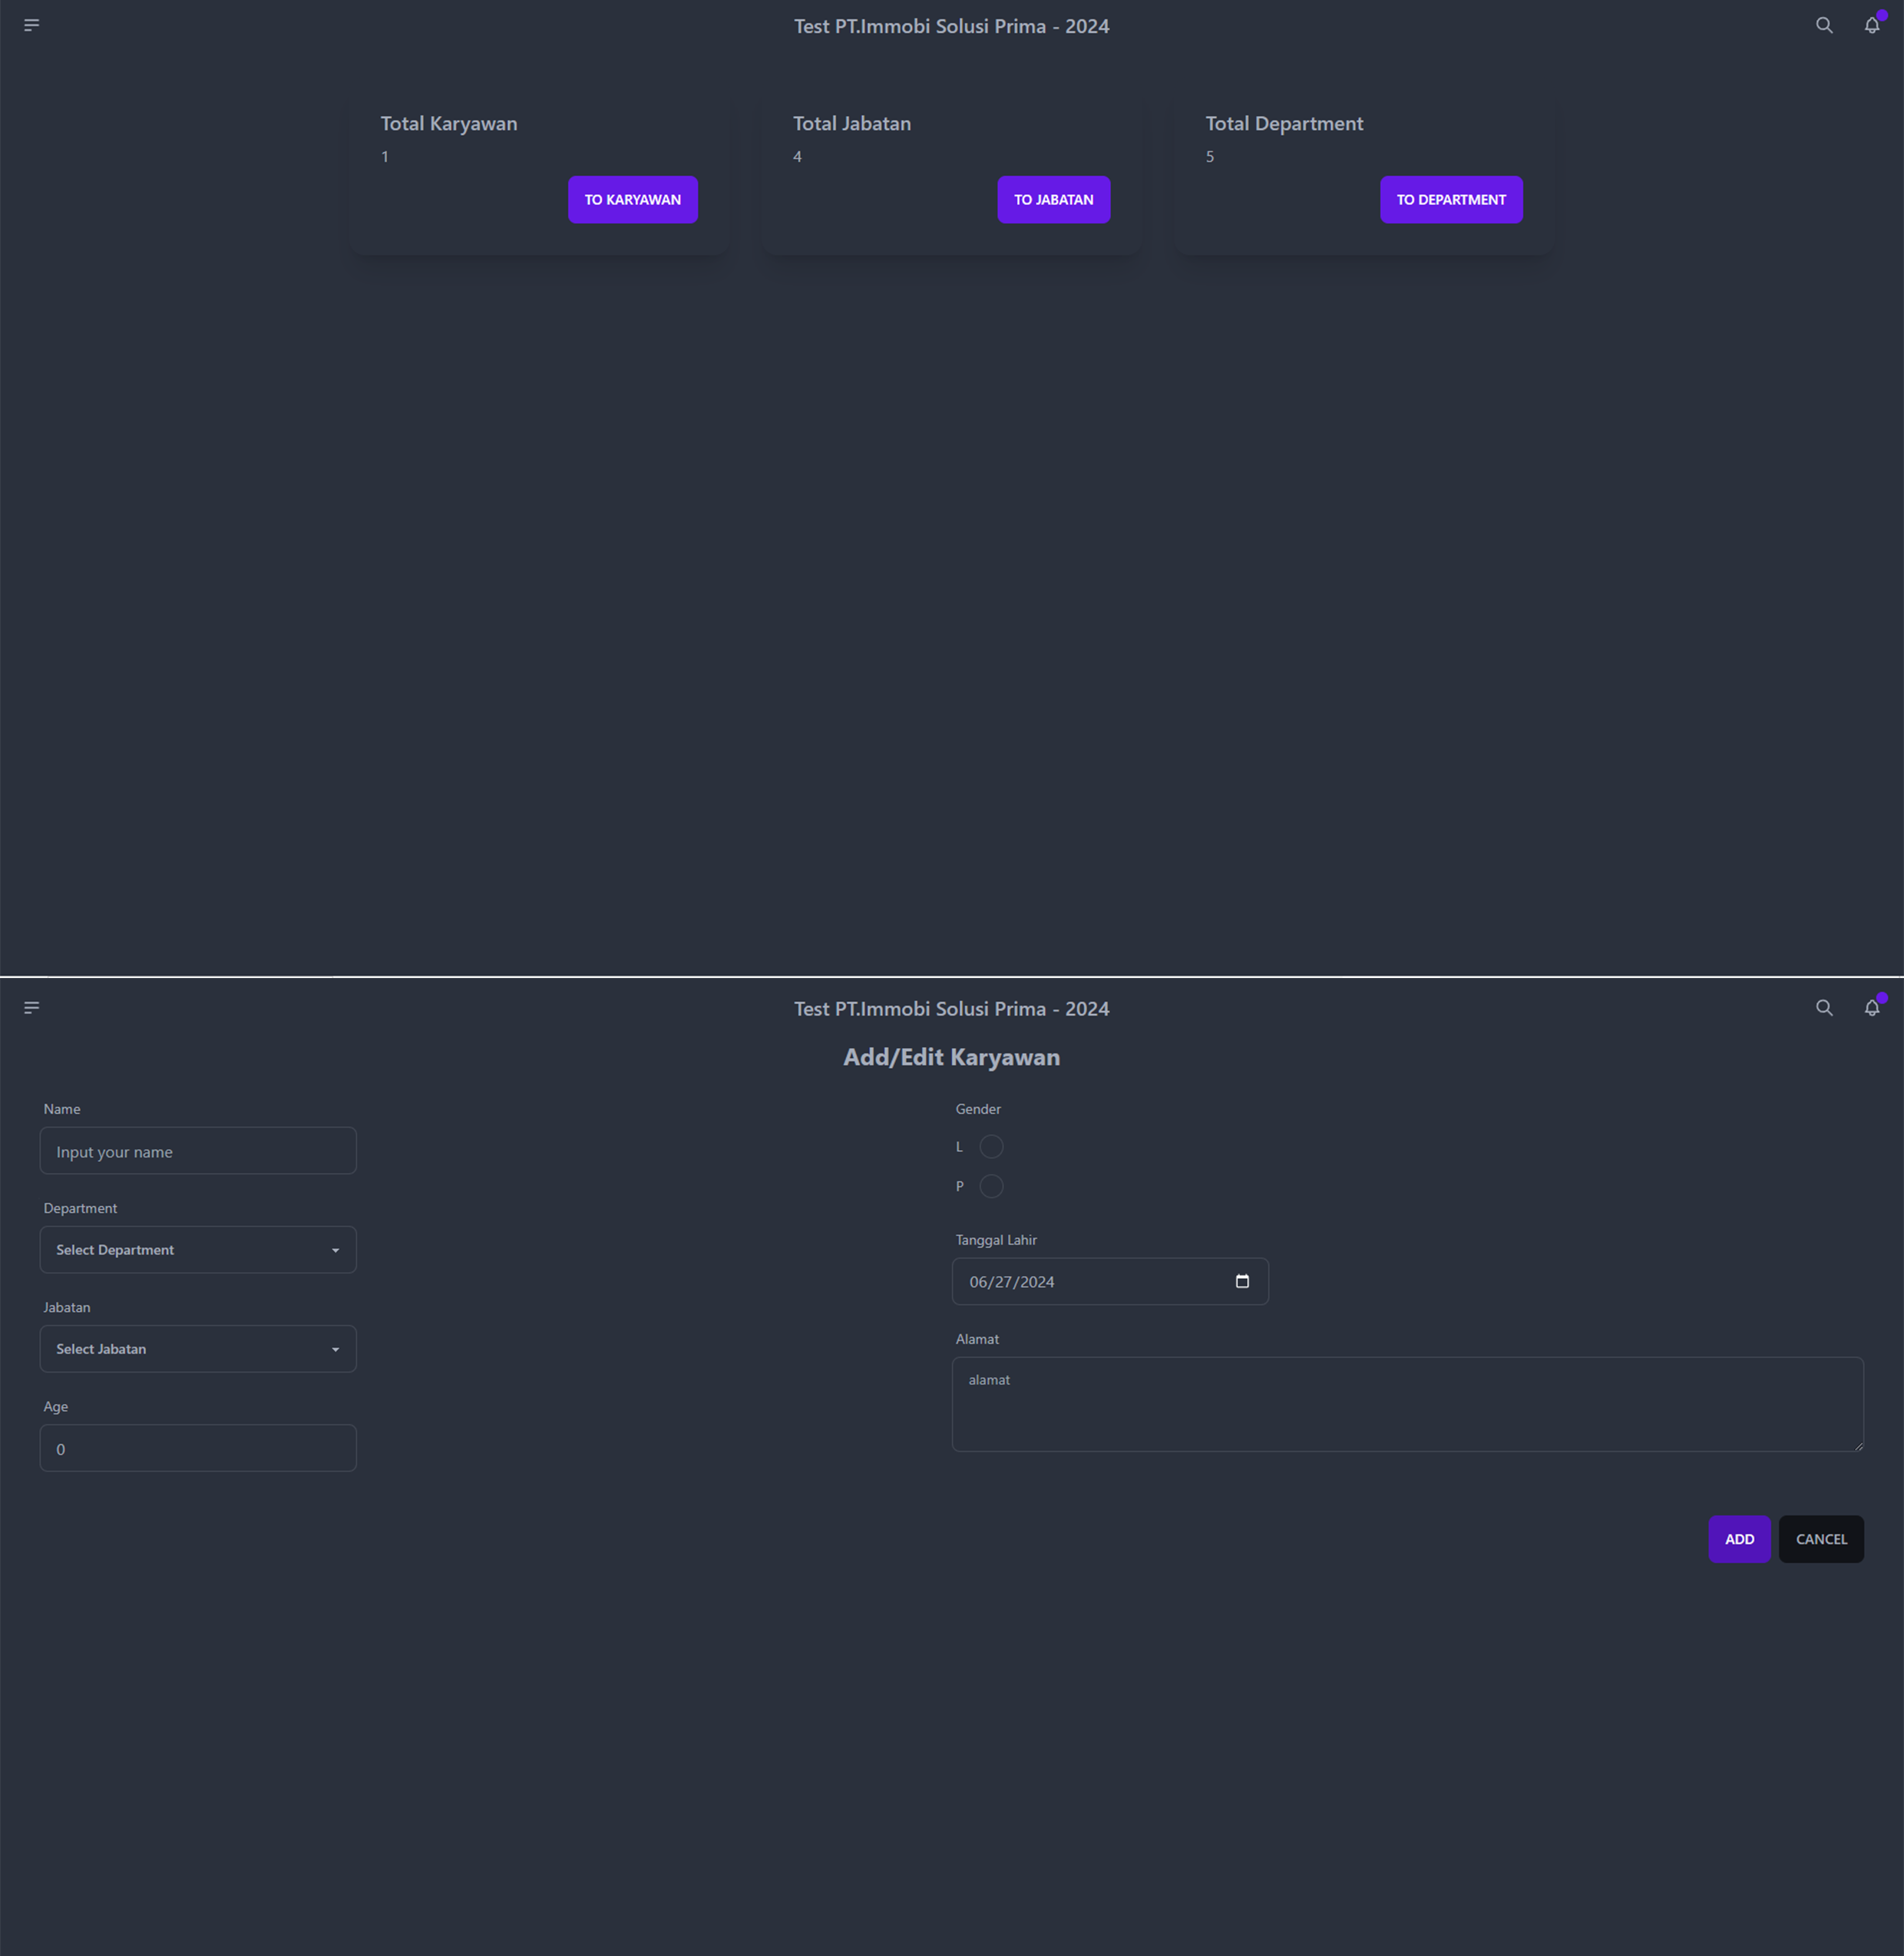 Test PT.Immobi Solusi Prima - 2024
Total Karyawan
1
TO KARYAWAN
Total Jabatan
4
TO JABATAN
Total Department
5
TO DEPARTMENT
Test PT.Immobi Solusi Prima - 2024
Add/Edit Karyawan
Name
Input your name
Department
Select Department
Jabatan
Select Jabatan
Age
0
Gender
L
P
Tanggal Lahir
06/27/2024
Alamat
alamat
ADD
CANCEL